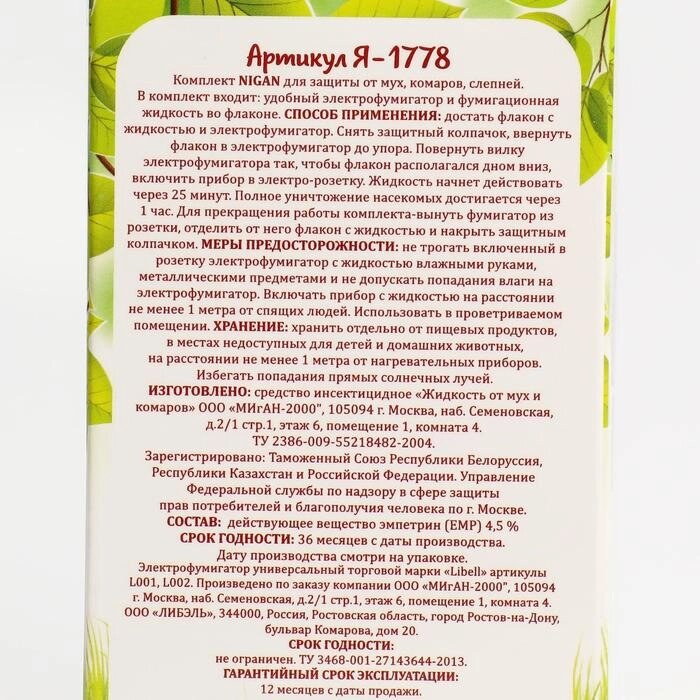 Артикул Я-1778
Комплект NIGAN для защиты от мух, комаров, слепней.
В комплект входит: удобный электрофумигатор и фумигационная
жидкость во флаконе. СПОСОБ ПРИМЕНЕНИЯ: достать флакон с
жидкостью и электрофумигатор. Снять защитный колпачок, ввернуть
флакон в электрофумигатор до упора. Повернуть вилку
электрофумигатора так, чтобы флакон располагался дном вниз,
включить прибор в электро-розетку. Жидкость начнет действовать
через 25 минут. Полное уничтожение насекомых достигается через
1 час. Для прекращения работы комплекта-вынуть фумигатор из
розетки, отделить от него флакон с жидкостью и накрыть защитным
колпачком. МЕРЫ ПРЕДОСТОРОЖНОСТИ: не трогать включенный в
розетку электрофумигатор с жидкостью влажными руками,
металлическими предметами и не допускать попадания влаги на
электрофумигатор. Включать прибор с жидкостью на расстоянии
не менее 1 метра от спящих людей. Использовать в проветриваемом
помещении. ХРАНЕНИЕ: хранить отдельно от пищевых продуктов,
в местах недоступных для детей и домашних животных,
на расстоянии не менее 1 метра от нагревательных приборов.
Избегать попадания прямых солнечных лучей.
ИЗГОТОВЛЕНО: средство инсектицидное «Жидкость от мух и
комаров» ООО «МИгАН-2000", 105094 г. Москва, наб. Семеновская,
д.2/1 стр.1, этаж 6, помещение 1, комната 4.
ТУ 2386-009-55218482-2004.
Зарегистрировано: Таможенный Союз Республики Белоруссия,
Республики Казахстан и Российской Федерации. Управление
Федеральной службы по надзору в сфере защиты
прав потребителей и благополучия человека по г. Москве.
СОСТАВ: действующее вещество эмпетрин (ЕМР) 4,5 %
СРОК ГОДНОСТИ: 36 месяцев с даты производства.
Дату производства смотри на упаковке.
Электрофумигатор универсальный торговой марки «Libell» артикулы
L001, L002. Произведено по заказу компании ООО «МИгАН-2000", 105094
г. Москва, наб. Семеновская, д.2/1 стр.1, этаж 6, помещение 1, комната 4.
ООО «ЛИБЭЛЬ», 344000, Россия, Ростовская область, город Ростов-на-Дону,
бульвар Комарова, дом 20.
СРОК ГОДНОСТИ:
не ограничен. ТУ 3468-001-27143644-2013.
ГАРАНТИЙНЫЙ СРОК ЭКСПЛУАТАЦИИ:
12 месяцев с даты продажи.